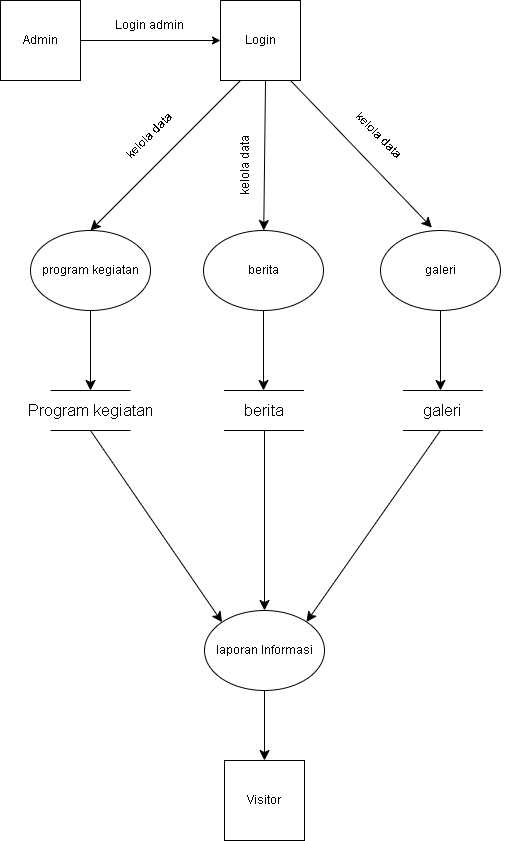 Admin
Login admin
Login
kelola data
kelola data
kelola data
program kegiatan
berita
galeri
Program kegiatan
berita
galeri
laporan Informasi
Visitor